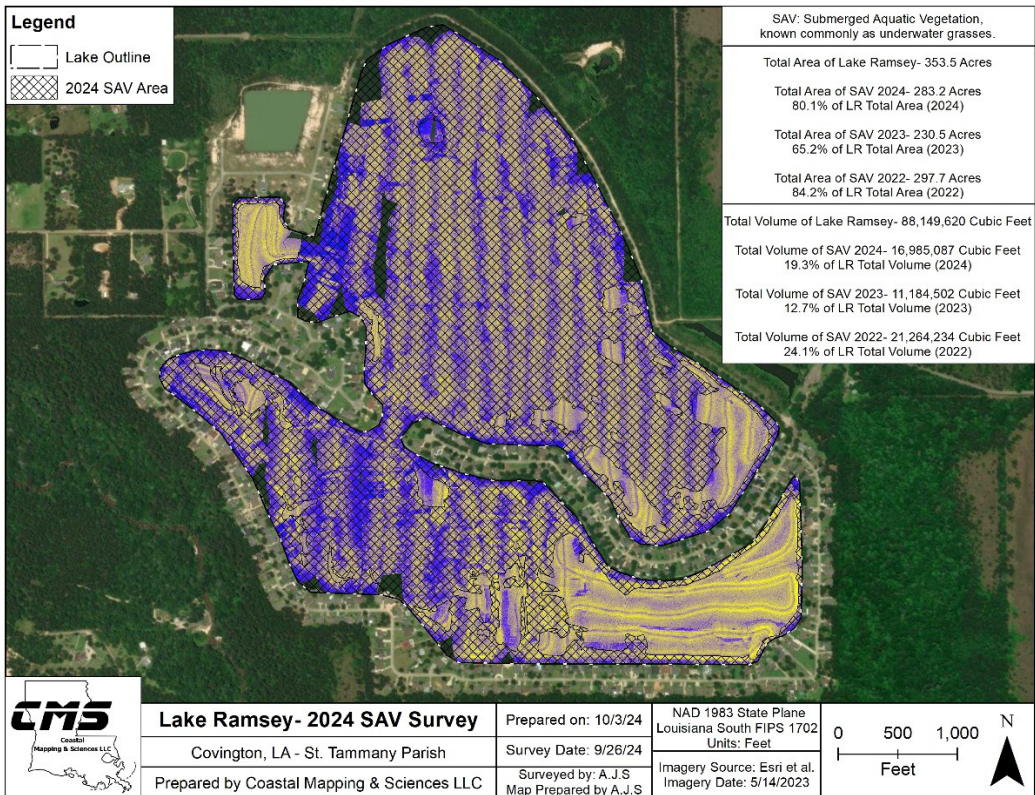 Legend
Lake Outline
2024 SAV Area
SAV: Submerged Aquatic Vegetation,
known commonly as underwater grasses.
Total Area of Lake Ramsey- 353.5 Acres
Total Area of SAV 2024- 283.2 Acres
80.1% of LR Total Area (2024)
Total Area of SAV 2023- 230.5 Acres
65.2% of LR Total Area (2023)
Total Area of SAV 2022- 297.7 Acres
84.2% of LR Total Area (2022)
Total Volume of Lake Ramsey- 88,149,620 Cubic Feet
Total Volume of SAV 2024- 16,985,087 Cubic Feet
19.3% of LR Total Volume (2024)
Total Volume of SAV 2023- 11,184,502 Cubic Feet
12.7% of LR Total Volume (2023)
Total Volume of SAV 2022- 21,264,234 Cubic Feet
24.1% of LR Total Volume (2022)
CMS
Coastal
Mapping & Sciences LLC
Lake Ramsey- 2024 SAV Survey
Covington, LA - St. Tammany Parish
Prepared by Coastal Mapping & Sciences LLC
Prepared on: 10/3/24
Survey Date: 9/26/24
Surveyed by: A.J.S
Map Prepared by A.J.S
NAD 1983 State Plane
Louisiana South FIPS 1702
Units: Feet
Imagery Source: Esri et al.
Imagery Date: 5/14/2023
0 500 1,000
Feet
N